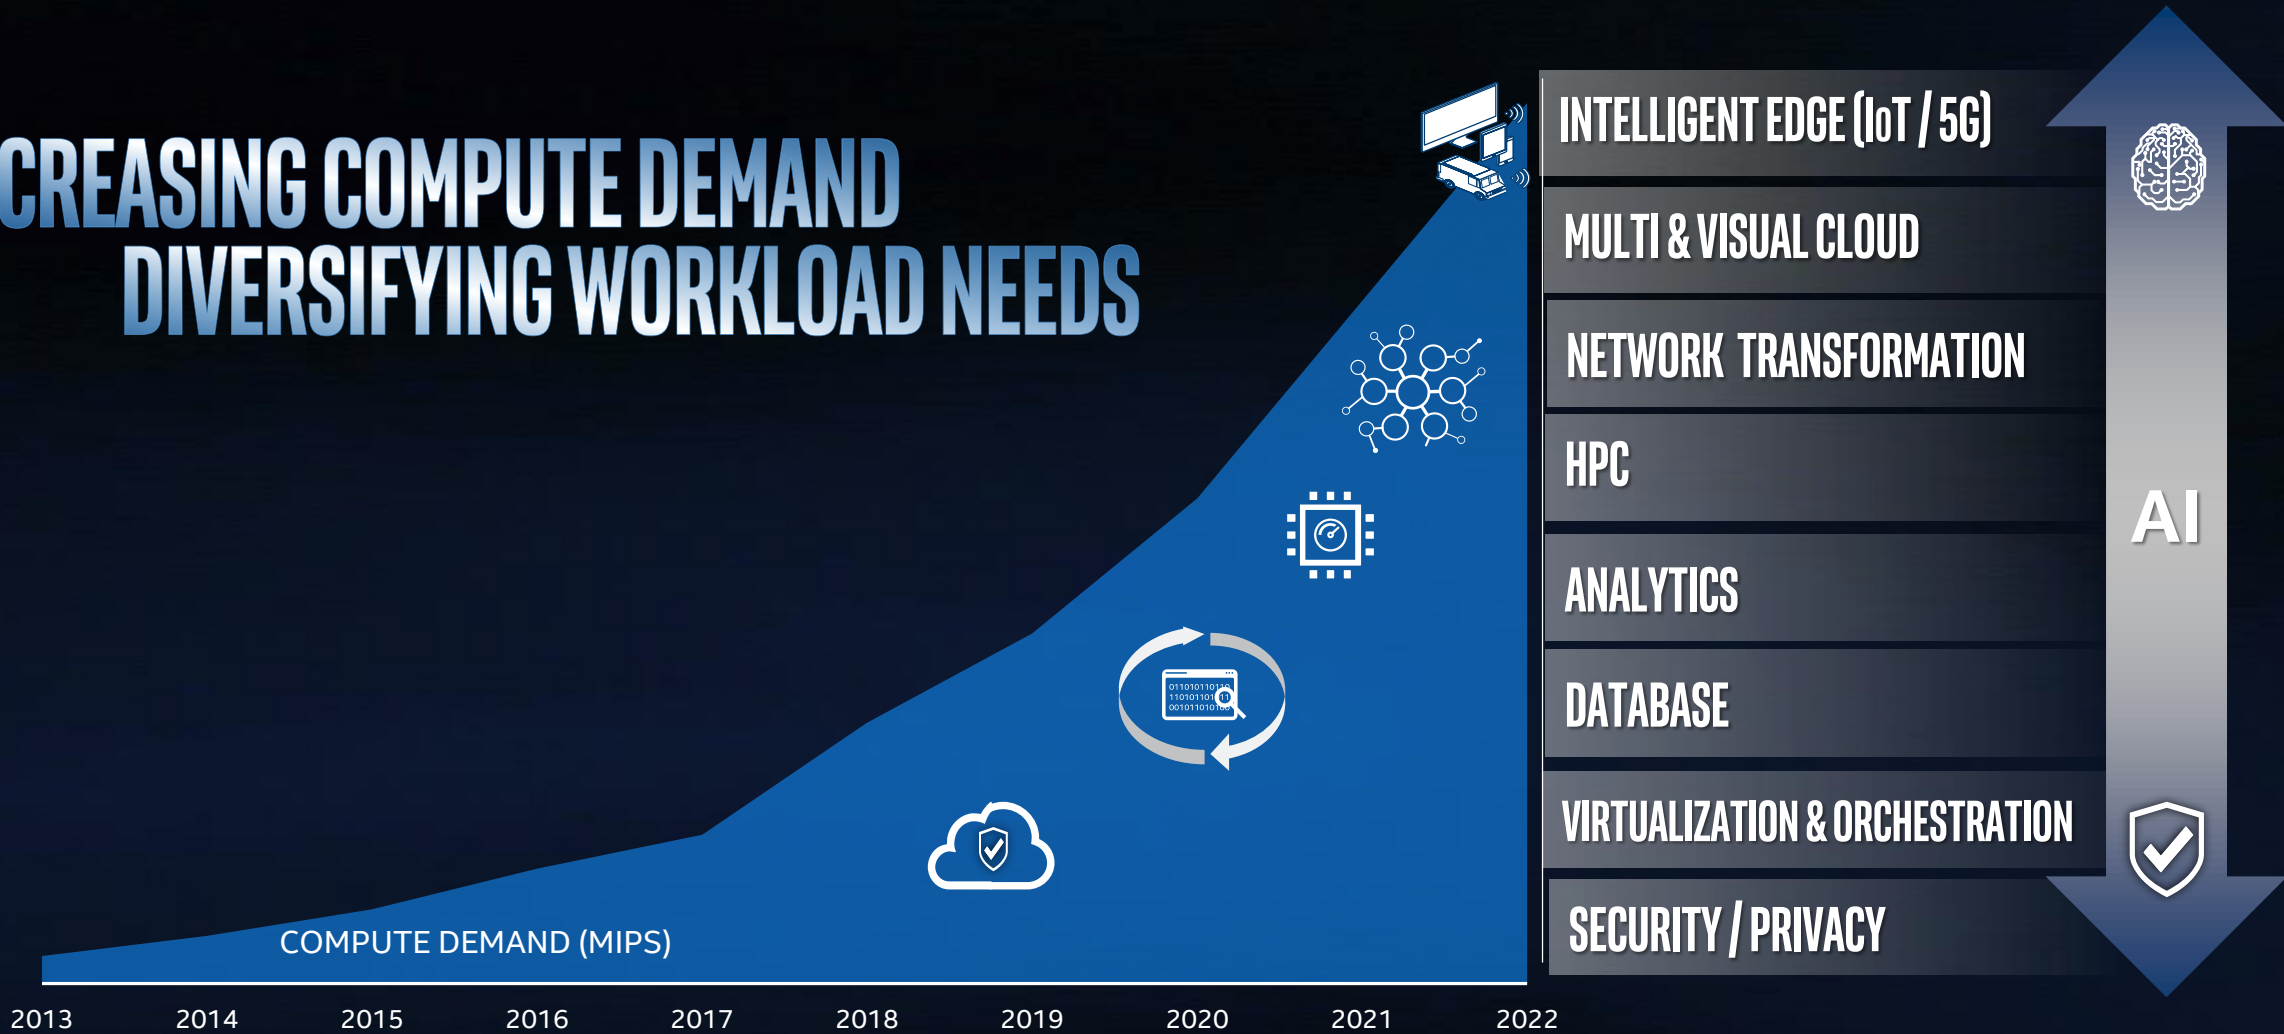 CREASING COMPUTE DEMAND
DIVERSIFYING WORKLOAD NEEDS
INTELLIGENT EDGE (IoT / 5G)
MULTI & VISUAL CLOUD
NETWORK TRANSFORMATION
HPC
ANALYTICS
DATABASE
VIRTUALIZATION & ORCHESTRATION
SECURITY / PRIVACY
AI
COMPUTE DEMAND (MIPS)
2013 2014 2015 2016 2017 2018 2019 2020 2021 2022